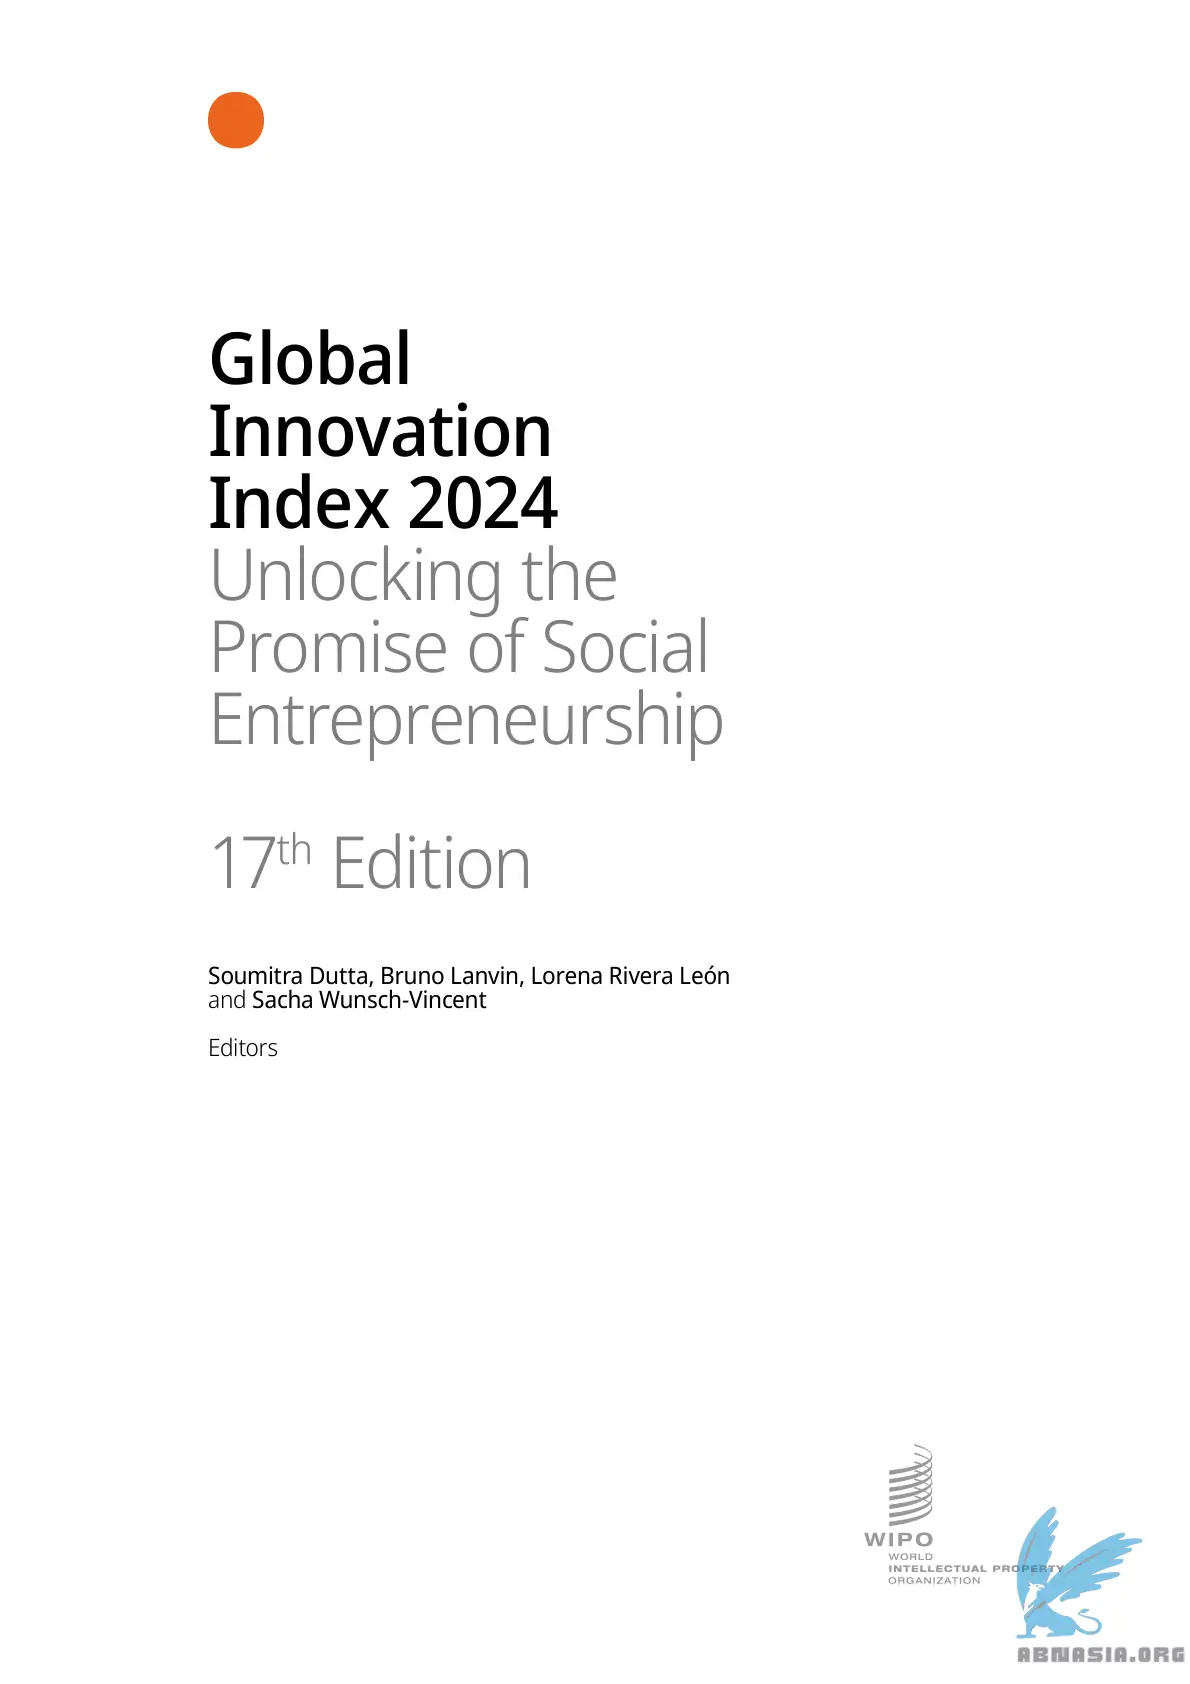 Global
Innovation
Index 2024
Unlocking the
Promise of Social
Entrepreneurship
17th Edition
Soumitra Dutta, Bruno Lanvin, Lorena Rivera León
and Sacha Wunsch-Vincent
Editors
WIPO
WORLD
INTELLECTUAL PROPERTY
ORGANIZATION
ABNASIA.ORG